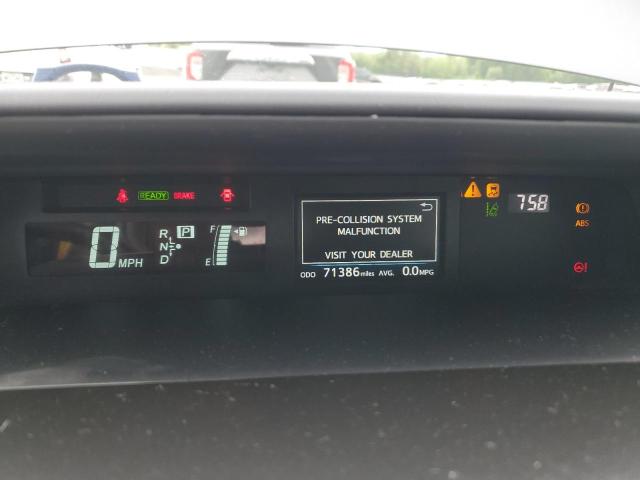 READY BRAKE
0 MPH
R P
N
D
F
E
PRE-COLLISION SYSTEM
MALFUNCTION
VISIT YOUR DEALER
ODO 71386 miles AVG. 0.0 MPG
7:58
ABS